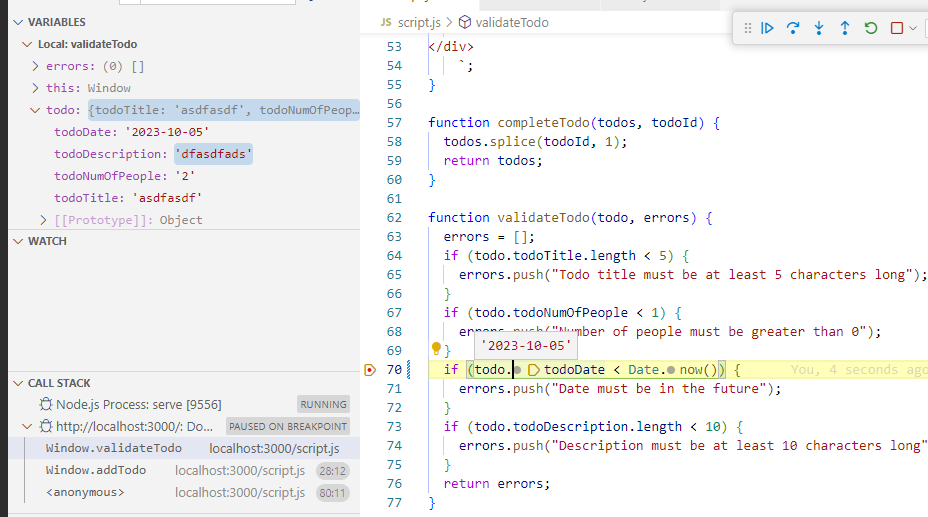 VARIABLES
Local: validateTodo
errors: (0) []
this: Window
todo: {todoTitle: 'asdfasdf', todoNumOfPeop…
todoDate: '2023-10-05'
todoDescription: 'dfasdfads'
todoNumOfPeople: '2'
todoTitle: 'asdfasdf'
[[Prototype]]: Object
WATCH
CALL STACK
Node.js Process: serve [9556] RUNNING
http://localhost:3000/: Do… PAUSED ON BREAKPOINT
Window.validateTodo localhost:3000/script.js
Window.addTodo localhost:3000/script.js 28:12
<anonymous> localhost:3000/script.js 80:11
JS script.js > validateTodo
53 </div>
54 `;
55 }
56
57 function completeTodo(todos, todoId) {
58 todos.splice(todoId, 1);
59 return todos;
60 }
61
62 function validateTodo(todo, errors) {
63 errors = [];
64 if (todo.todoTitle.length < 5) {
65 errors.push("Todo title must be at least 5 characters long");
66 }
67 if (todo.todoNumOfPeople < 1) {
68 errors.push("Number of people must be greater than 0");
'2023-10-05'
69 }
70 if (todo. todoDate < Date. now()) { You, 4 seconds ago
71 errors.push("Date must be in the future");
72 }
73 if (todo.todoDescription.length < 10) {
74 errors.push("Description must be at least 10 characters long"
75 }
76 return errors;
77 }